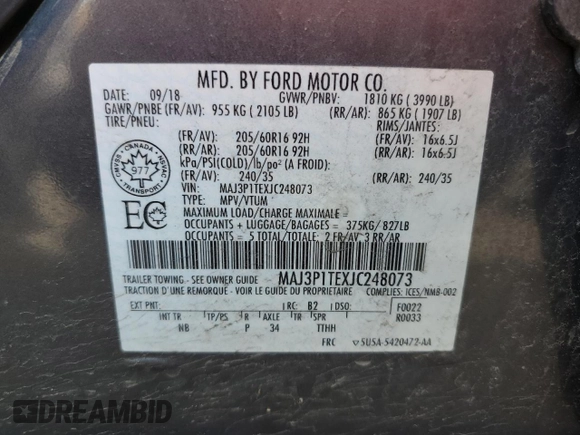 MFD. BY FORD MOTOR CO.
DATE: 09/18 GVWR/PNBV: 1810 KG ( 3990 LB)
GAWR/PNBE (FR/AV): 955 KG ( 2105 LB) (RR/AR): 865 KG ( 1907 LB)
TIRE/PNEU: RIMS/JANTES:
(FR/AV): 205/60R16 92H (FR/AV): 16x6.5J
(RR/AR): 205/60R16 92H (RR/AR): 16x6.5J
kPa/PSI(COLD)/lb/po² (A FROID):
(FR/AV): 240/35 (RR/AR): 240/35
VIN: MAJ3P1TEXJC248073
TYPE: MPV/VTUM
MAXIMUM LOAD/CHARGE MAXIMALE =
OCCUPANTS + LUGGAGE/BAGAGES = 375KG/ 827LB
OCCUPANTS = 5 TOTAL/TOTALE: 2 FR/AV 3 RR/AR
CANADA
SNVAC NSVAC
977
TRANSPORT
EC
TRAILER TOWING - SEE OWNER GUIDE MAJ3P1TEXJC248073
TRACTION D'UNE REMORQUE - VOIR LE GUIDE DU PROPRIETAIRE COMPLIES: ICES/NMB-002
EXT PNT: RC: B2 DSO: F0022
INT TR TP/PS R AXLE TR SPR R0033
NB P 34 TTHH
FRC 5USA-5420472-AA
DREAMBID